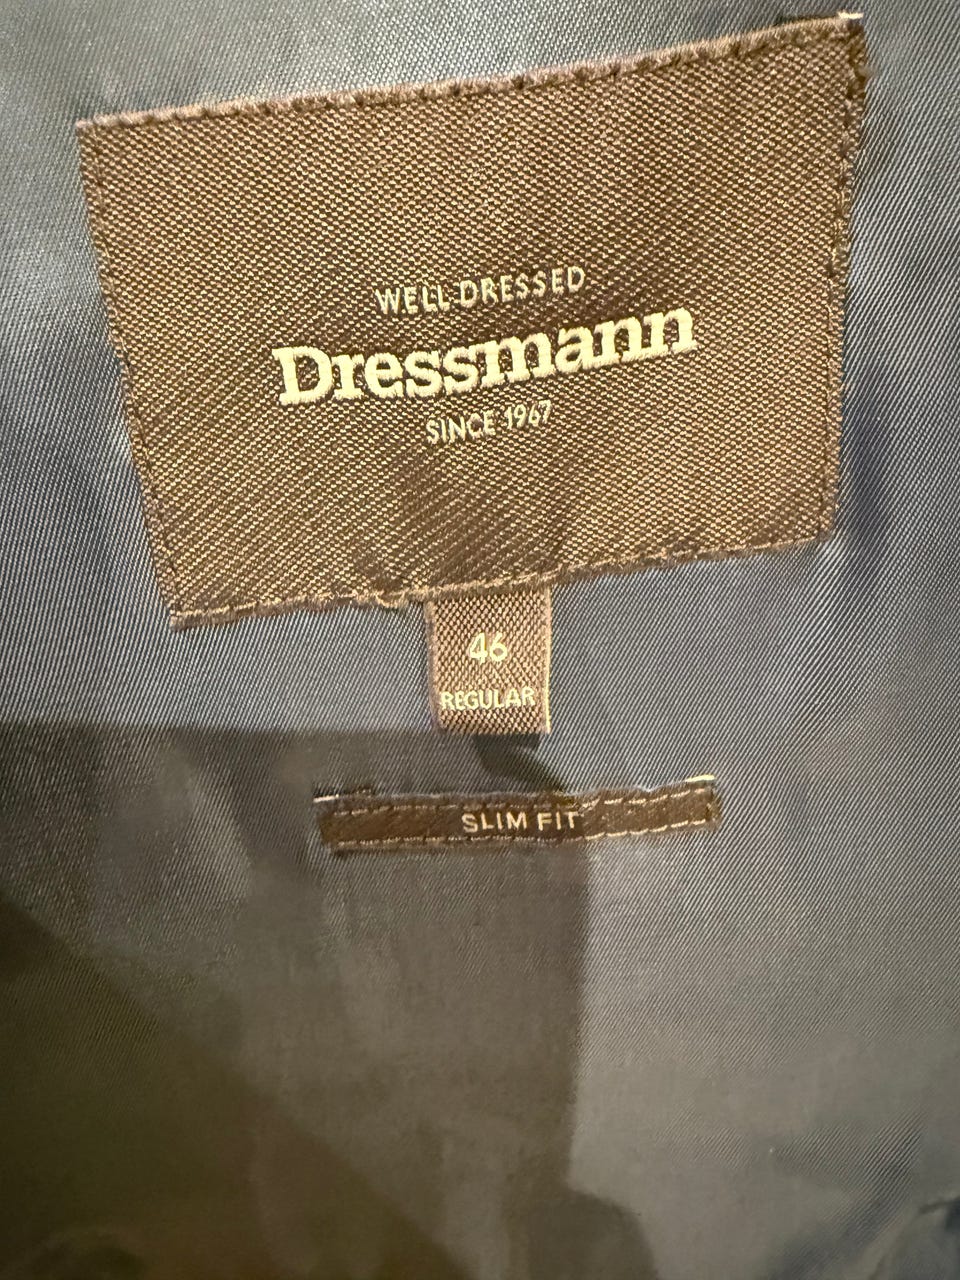 WELL DRESSED
Dressmann
SINCE 1967
46
REGULAR
SLIM FIT